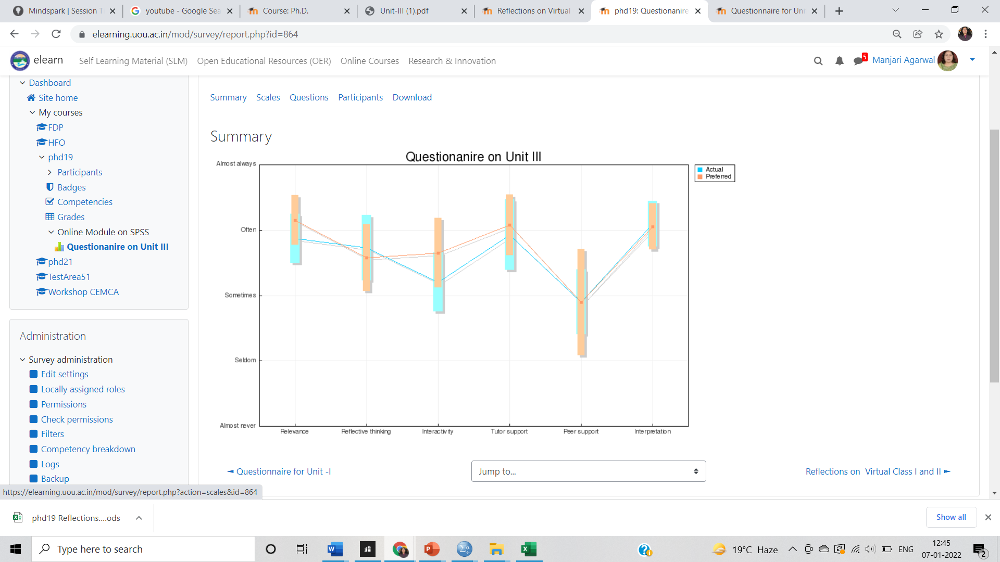 Mindspark | Session T
youtube - Google Sea
Course: Ph.D.
Unit-III (1).pdf
Reflections on Virtual
phd19: Questionanire
Questionnaire for Uni
elearning.uou.ac.in/mod/survey/report.php?id=864
elearn
Self Learning Material (SLM)
Open Educational Resources (OER)
Online Courses
Research & Innovation
5
Manjari Agarwal
Dashboard
Site home
My courses
FDP
HFO
phd19
Participants
Badges
Competencies
Grades
Online Module on SPSS
Questionanire on Unit III
phd21
TestArea51
Workshop CEMCA
Administration
Survey administration
Edit settings
Locally assigned roles
Permissions
Check permissions
Filters
Competency breakdown
Logs
Backup
Summary Scales Questions Participants Download
Summary
Questionanire on Unit III
Almost always
Often
Sometimes
Seldom
Almost never
Actual
Preferred
Relevance
Reflective thinking
Interactivity
Tutor support
Peer support
Interpretation
◄ Questionnaire for Unit -I
Jump to...
Reflections on Virtual Class I and II ►
https://elearning.uou.ac.in/mod/survey/report.php?action=scales&id=864
phd19 Reflections....ods
Show all
Type here to search
19°C Haze
ENG
12:45
07-01-2022
2